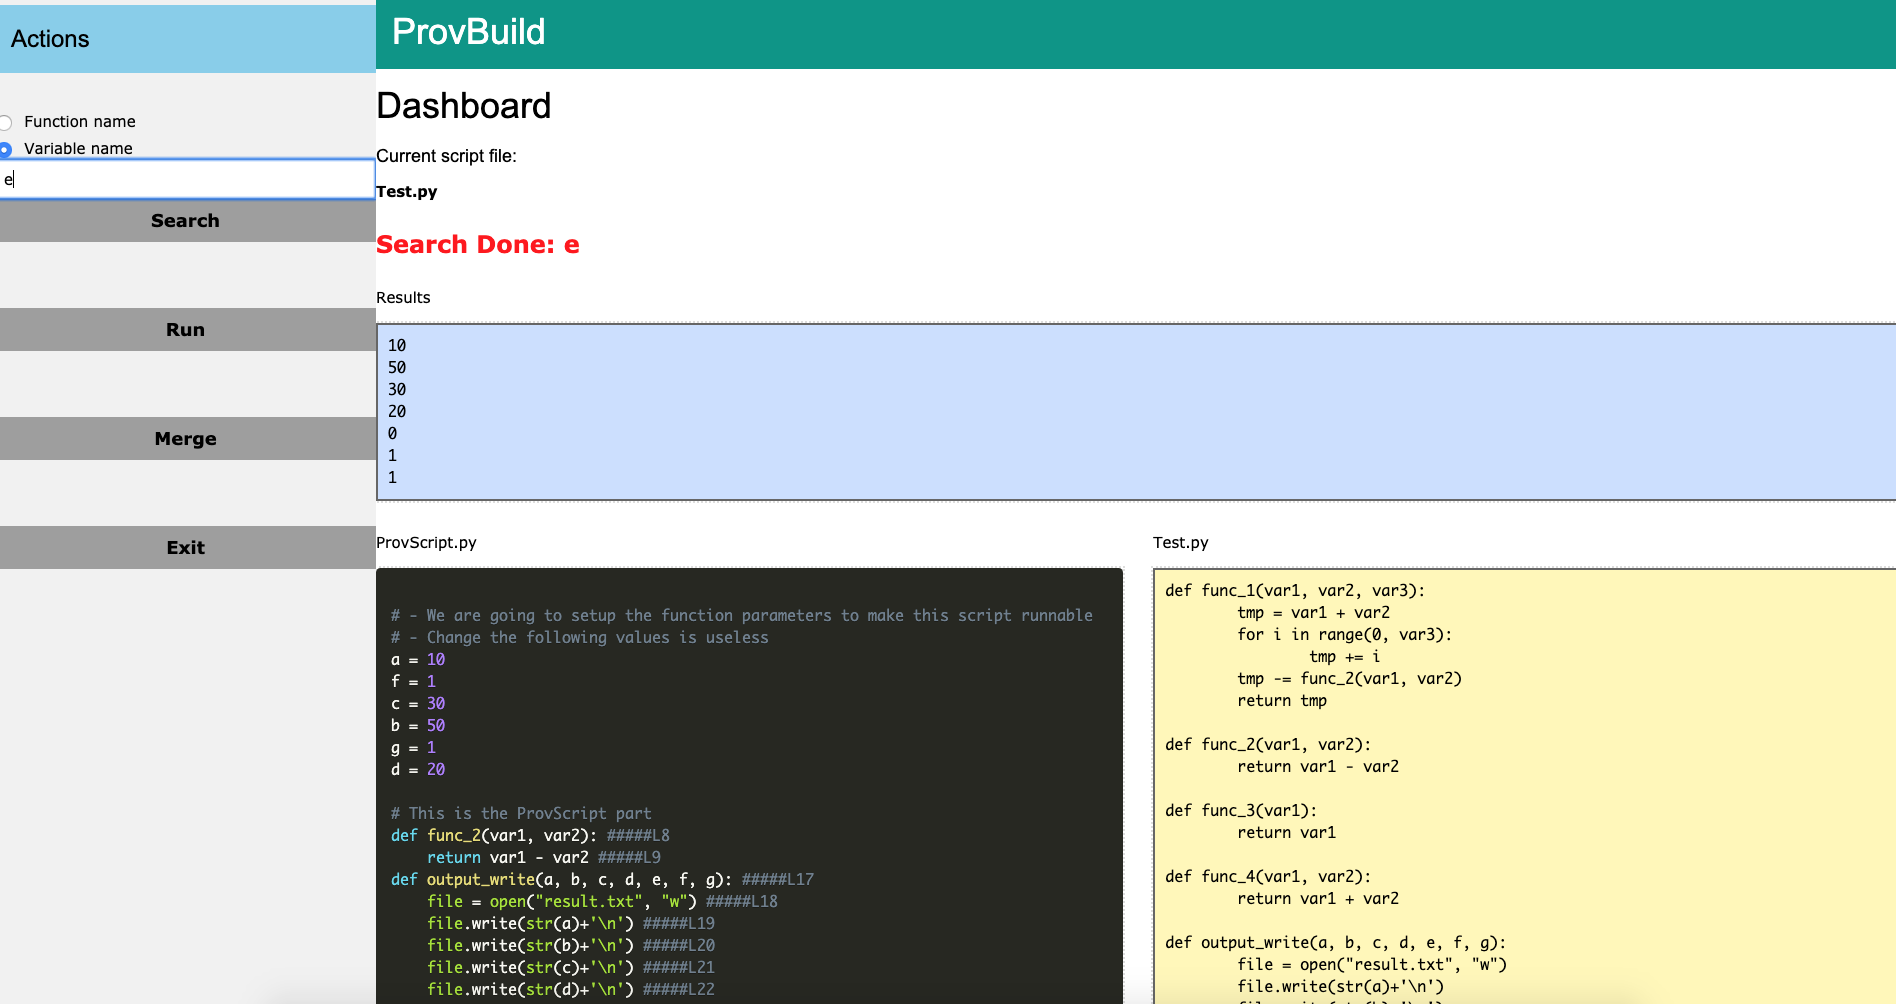 Actions
Function name
Variable name
e
Search
Run
Merge
Exit
ProvBuild
Dashboard
Current script file:
Test.py
Search Done: e
Results
10
50
30
20
0
1
1
ProvScript.py
# - We are going to setup the function parameters to make this script runnable
# - Change the following values is useless
a = 10
f = 1
c = 30
b = 50
g = 1
d = 20
# This is the ProvScript part
def func_2(var1, var2): #####L8
    return var1 - var2 #####L9
def output_write(a, b, c, d, e, f, g): #####L17
    file = open("result.txt", "w") #####L18
    file.write(str(a)+'\n') #####L19
    file.write(str(b)+'\n') #####L20
    file.write(str(c)+'\n') #####L21
    file.write(str(d)+'\n') #####L22
Test.py
def func_1(var1, var2, var3):
        tmp = var1 + var2
        for i in range(0, var3):
                tmp += i
        tmp -= func_2(var1, var2)
        return tmp
def func_2(var1, var2):
        return var1 - var2
def func_3(var1):
        return var1
def func_4(var1, var2):
        return var1 + var2
def output_write(a, b, c, d, e, f, g):
        file = open("result.txt", "w")
        file.write(str(a)+'\n')